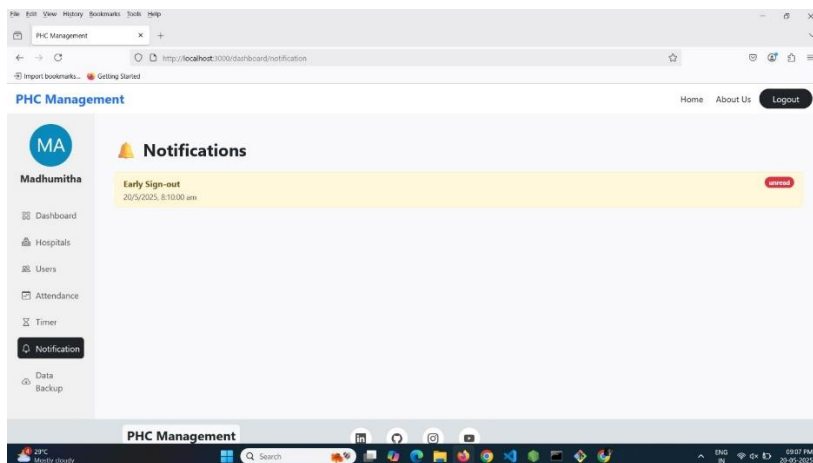 File Edit View History Bookmarks Tools Help
PHC Management
http://localhost:3000/dashboard/notification
Import bookmarks... Getting Started
PHC Management Home About Us Logout
MA
Madhumitha
Notifications
Early Sign-out unread
20/5/2025, 8:10:00 am
Dashboard
Hospitals
Users
Attendance
Timer
Notification
Data
Backup
PHC Management
29°C
Mostly cloudy
Search
ENG
IN
09:07 PM
20-05-2025